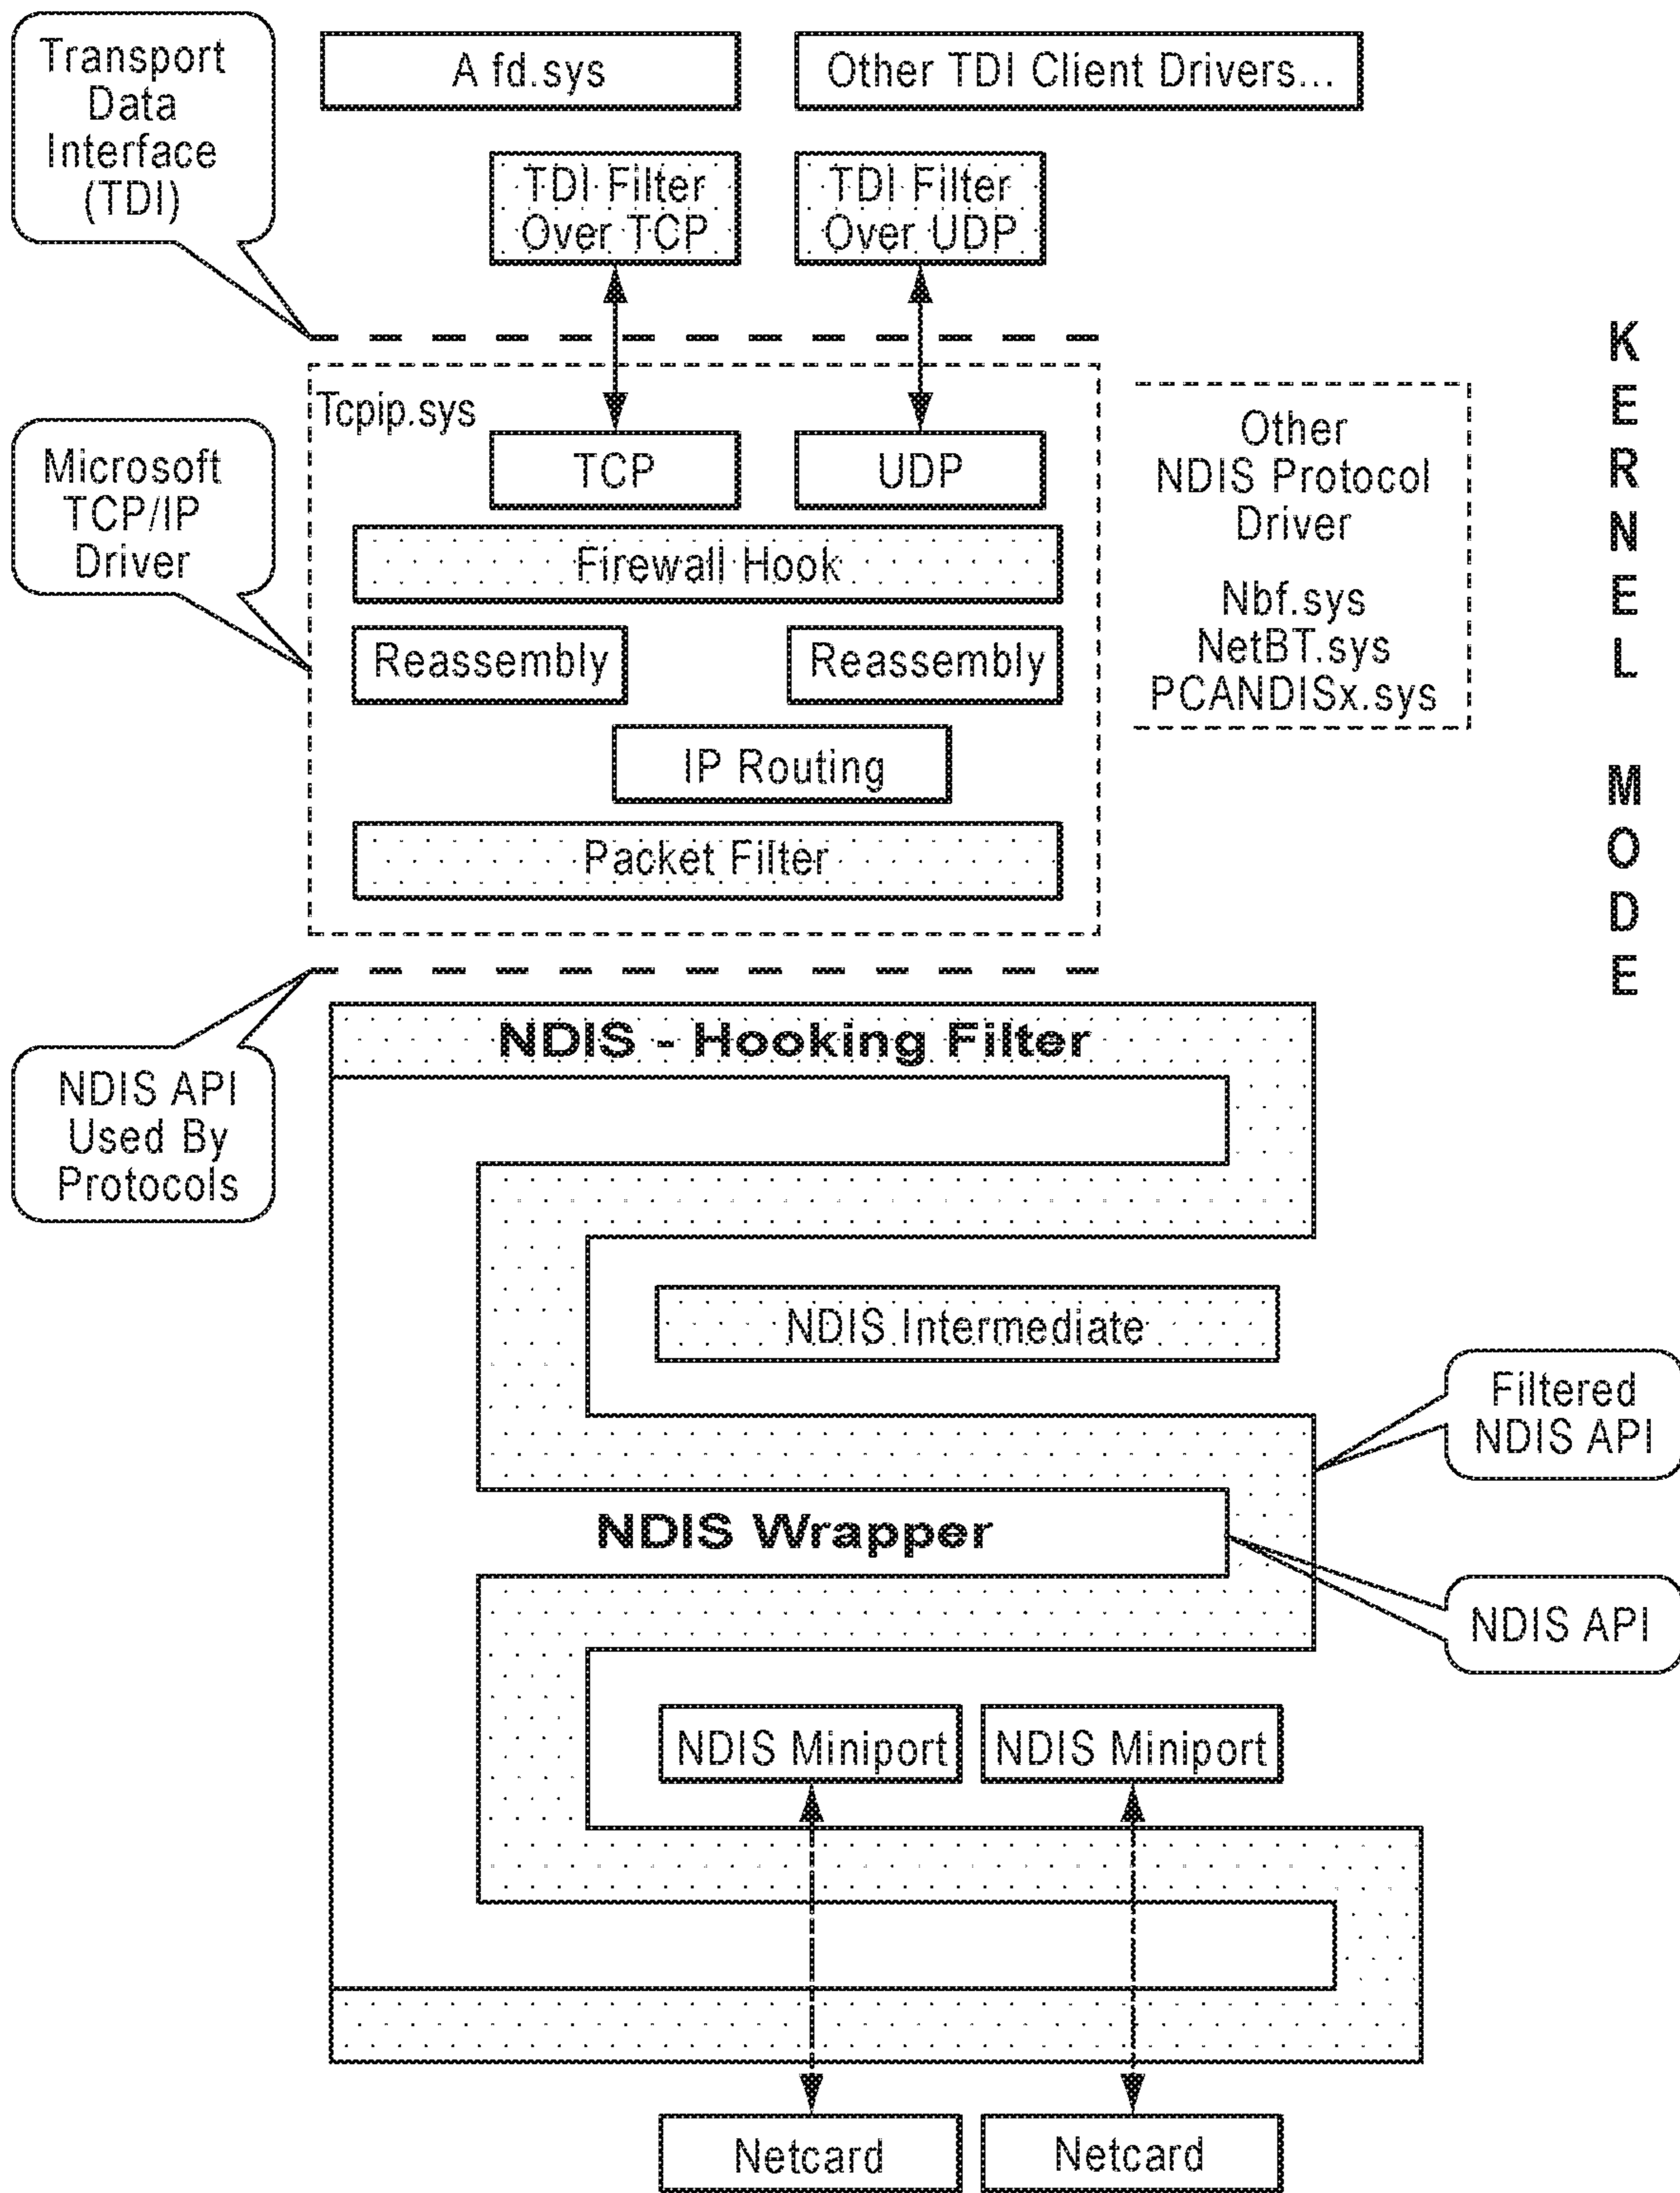 Transport
Data
Interface
(TDI)
A fd.sys
Other TDI Client Drivers...
TDI Filter
Over TCP
TDI Filter
Over UDP
Tcpip.sys
Microsoft
TCP/IP
Driver
TCP
UDP
Firewall Hook
Reassembly
Reassembly
IP Routing
Packet Filter
Other
NDIS Protocol
Driver
Nbf.sys
NetBT.sys
PCANDISx.sys
KERNEL MODE
NDIS API
Used By
Protocols
NDIS - Hooking Filter
NDIS Intermediate
Filtered
NDIS API
NDIS Wrapper
NDIS API
NDIS Miniport
NDIS Miniport
Netcard
Netcard